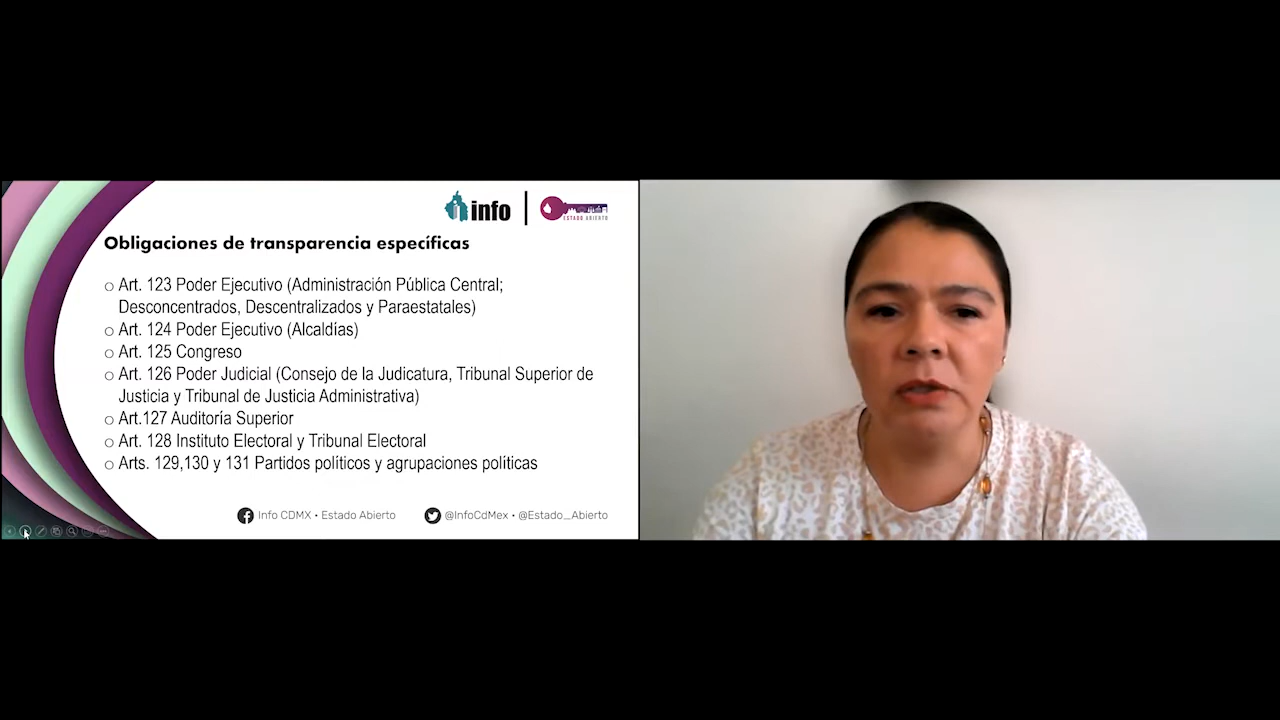 info
ESTADO ABIERTO
Obligaciones de transparencia específicas
Art. 123 Poder Ejecutivo (Administración Pública Central;
Desconcentrados, Descentralizados y Paraestatales)
Art. 124 Poder Ejecutivo (Alcaldías)
Art. 125 Congreso
Art. 126 Poder Judicial (Consejo de la Judicatura, Tribunal Superior de
Justicia y Tribunal de Justicia Administrativa)
Art.127 Auditoría Superior
Art. 128 Instituto Electoral y Tribunal Electoral
Arts. 129,130 y 131 Partidos políticos y agrupaciones políticas
Info CDMX • Estado Abierto
@InfoCdMex • @Estado_Abierto